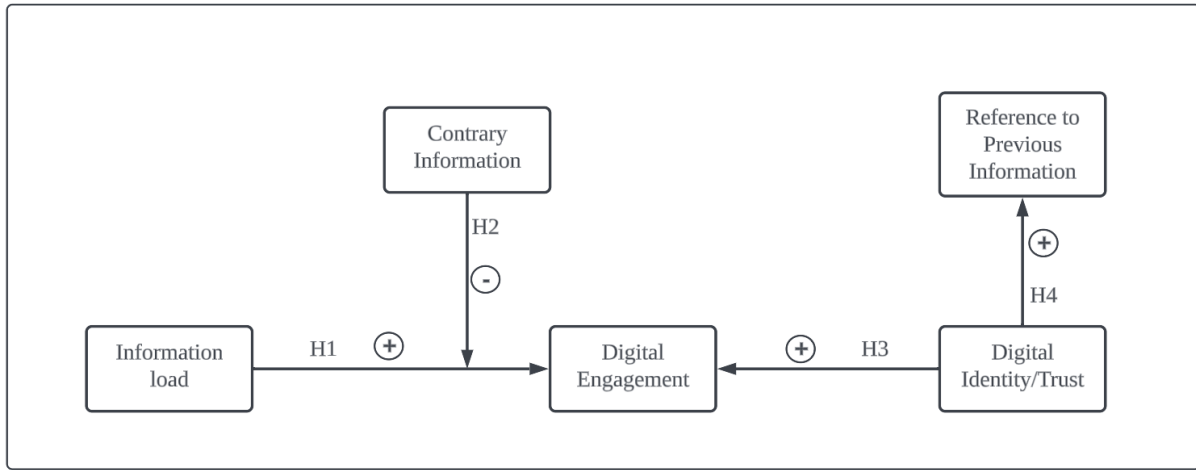 Contrary
Information
H2
-
Reference to
Previous
Information
+
H4
Information
load
H1
+
Digital
Engagement
+
H3
Digital
Identity/Trust